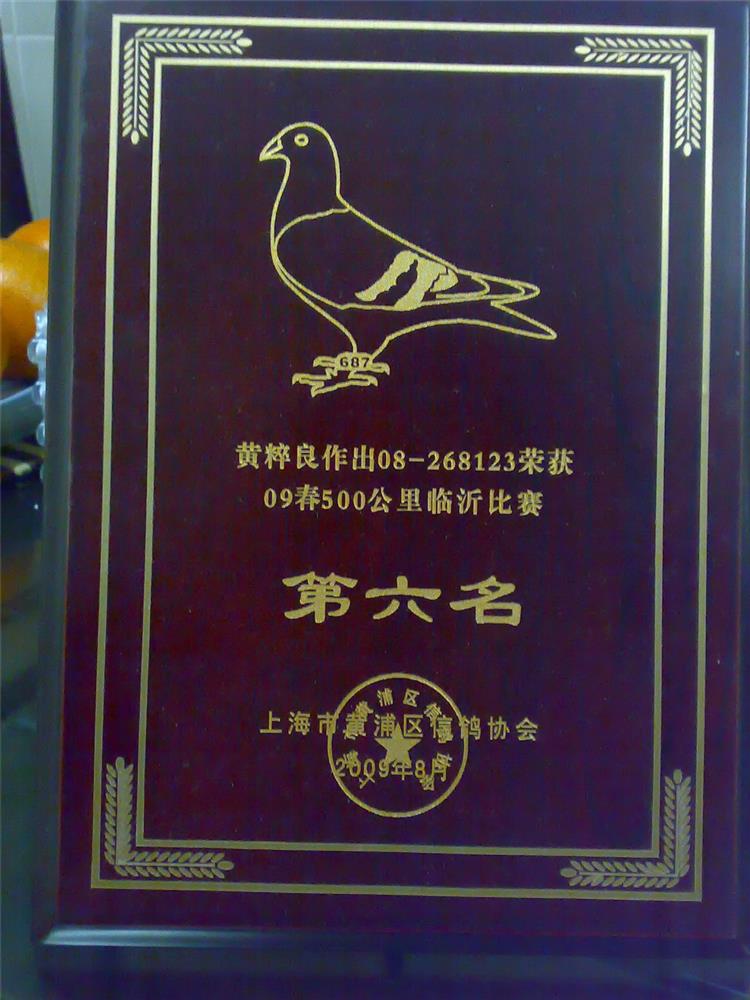 687
黄粹良作出08-268123荣获
09春500公里临沂比赛
第六名
上海市黄浦区信鸽协会
2009年8月